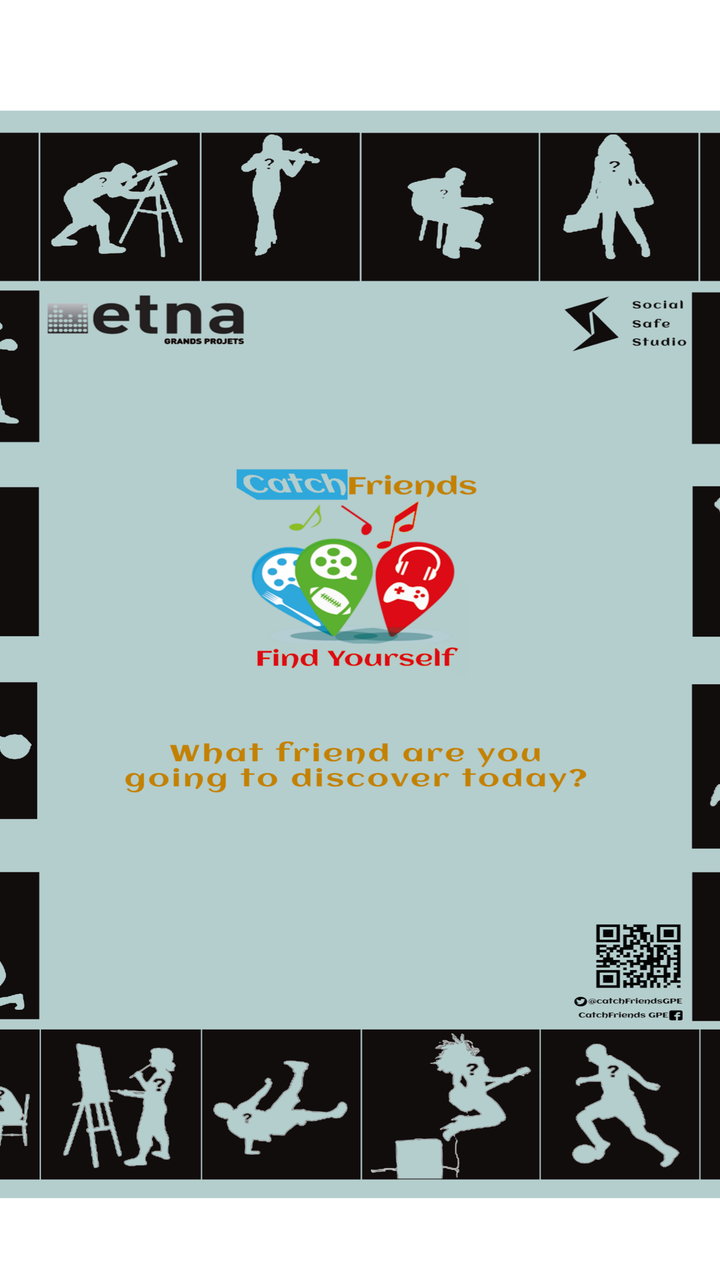 ? ? ? ?
etna
GRANDS PROJETS
Social
Safe
Studio
CatchFriends
Find Yourself
What friend are you
going to discover today?
@catchFriendsGPE
CatchFriends GPE
? ? ? ?